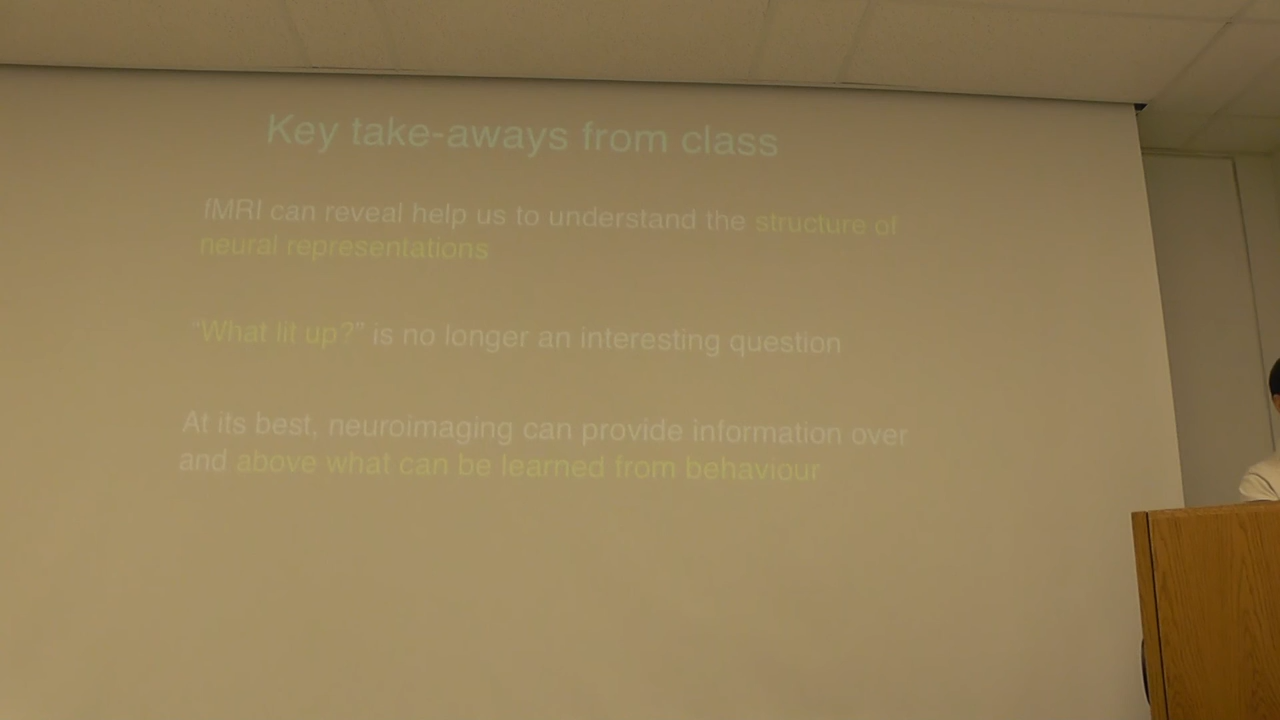 Key take-aways from class
fMRI can reveal help us to understand the structure of
neural representations
"What lit up?" is no longer an interesting question
At its best, neuroimaging can provide information over
and above what can be learned from behaviour